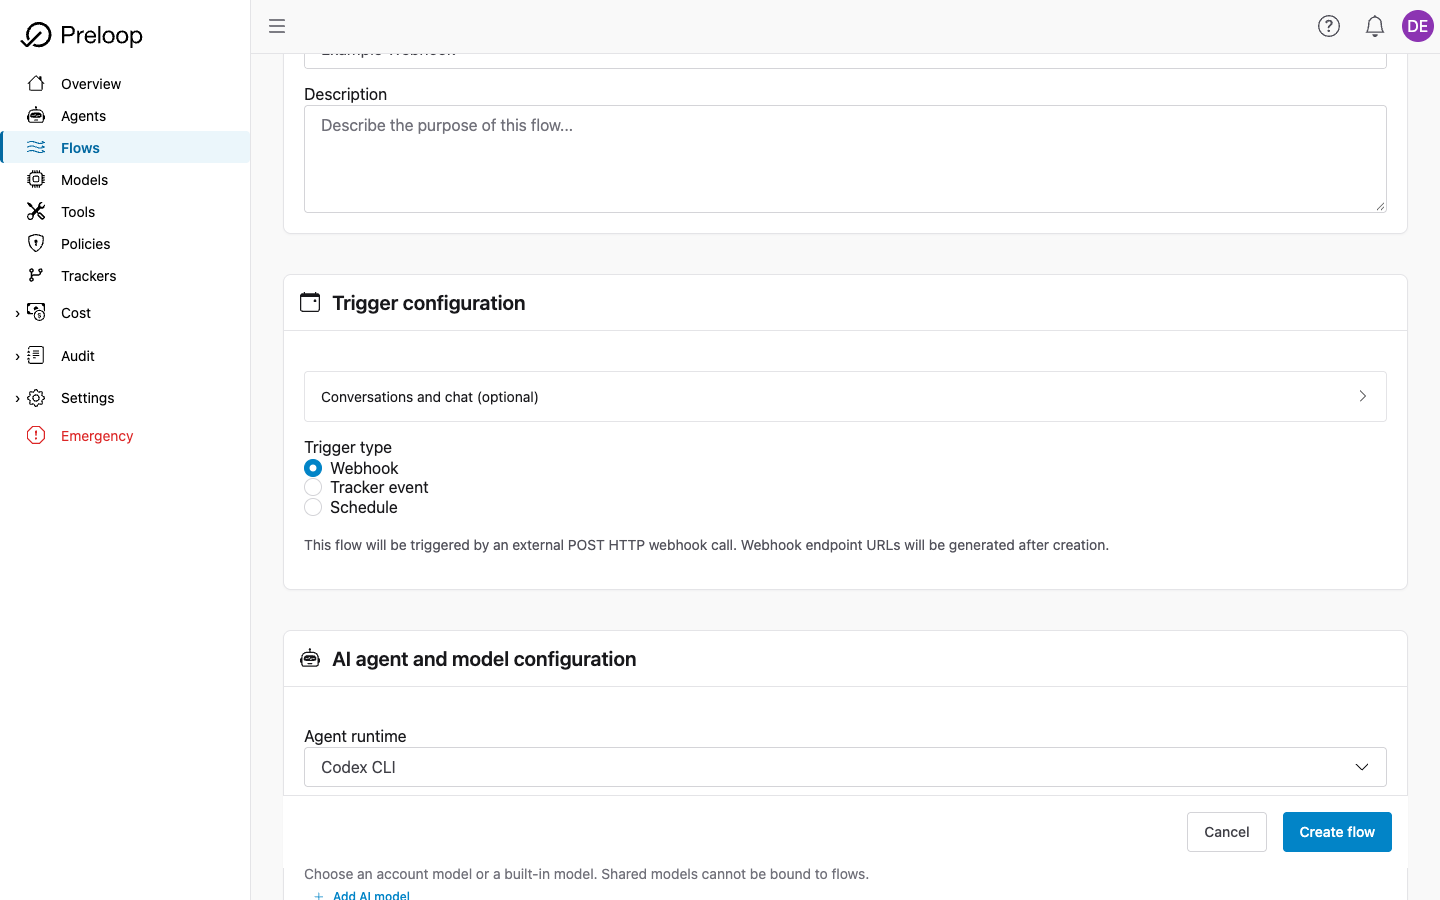 Preloop
DE
Overview
Agents
Flows
Models
Tools
Policies
Trackers
Cost
Audit
Settings
Emergency
Example Webhook
Description
Describe the purpose of this flow...
Trigger configuration
Conversations and chat (optional)
Trigger type
Webhook
Tracker event
Schedule
This flow will be triggered by an external POST HTTP webhook call. Webhook endpoint URLs will be generated after creation.
AI agent and model configuration
Agent runtime
Codex CLI
Cancel
Create flow
Choose an account model or a built-in model. Shared models cannot be bound to flows.
Add AI model